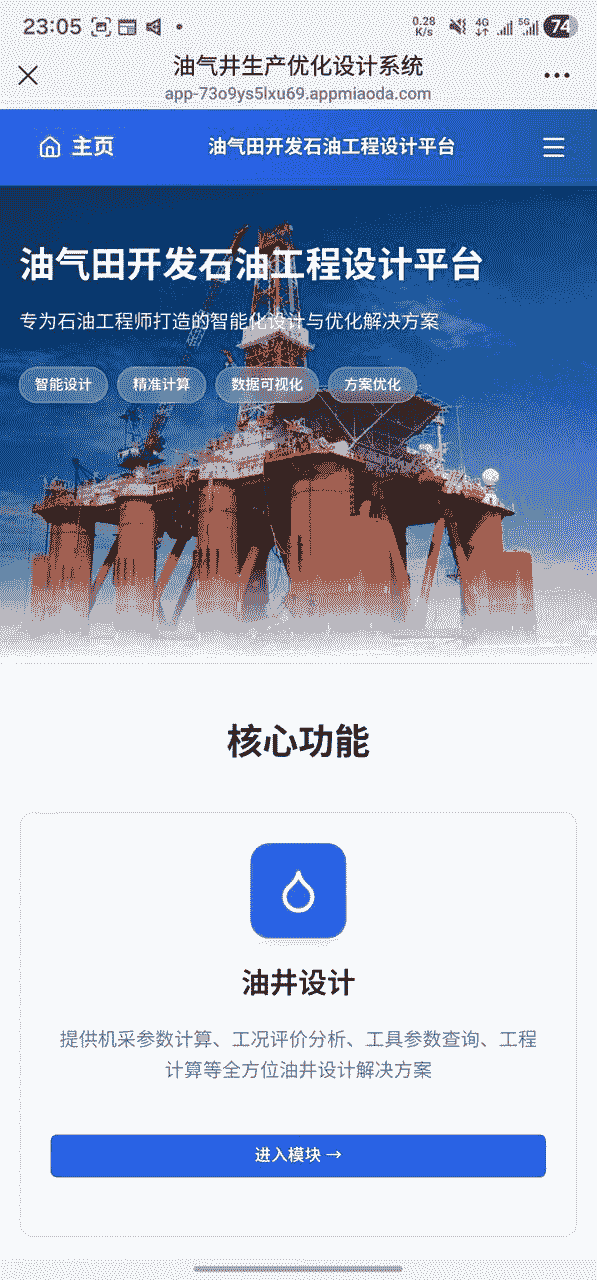 23:05
0.28 K/s
4G
5G
74
油气井生产优化设计系统
app-73o9ys5lxu69.appmiaoda.com
主页
油气田开发石油工程设计平台
油气田开发石油工程设计平台
专为石油工程师打造的智能化设计与优化解决方案
智能设计 精准计算 数据可视化 方案优化
核心功能
油井设计
提供机采参数计算、工况评价分析、工具参数查询、工程
计算等全方位油井设计解决方案
进入模块 →